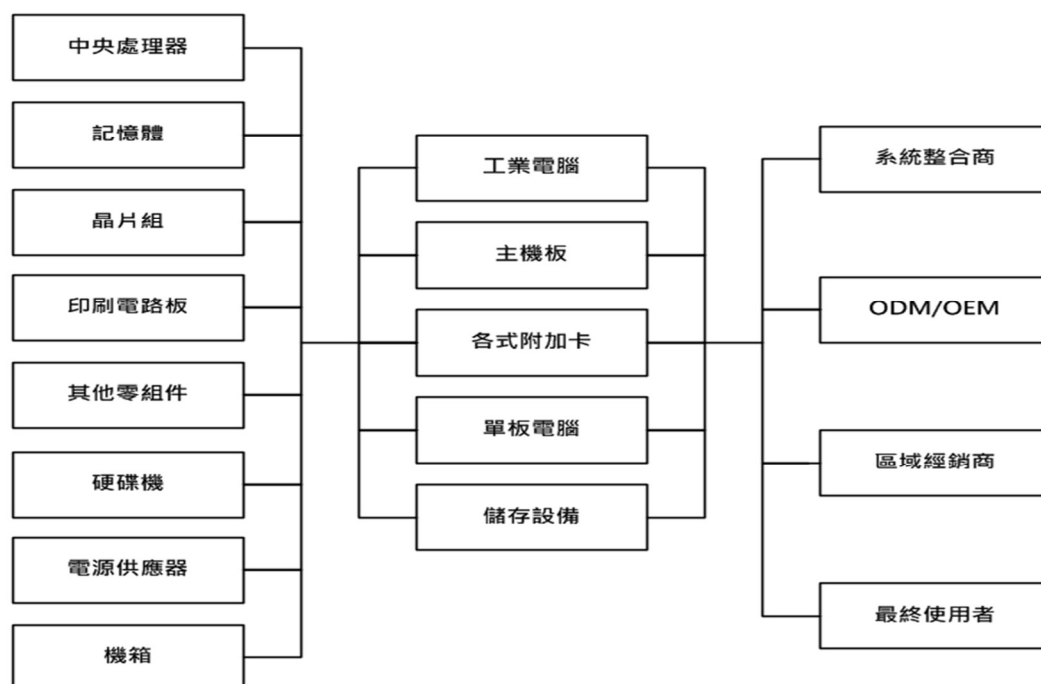 中央處理器
記憶體
晶片組
印刷電路板
其他零組件
硬碟機
電源供應器
機箱
工業電腦
主機板
各式附加卡
單板電腦
儲存設備
系統整合商
ODM/OEM
區域經銷商
最終使用者